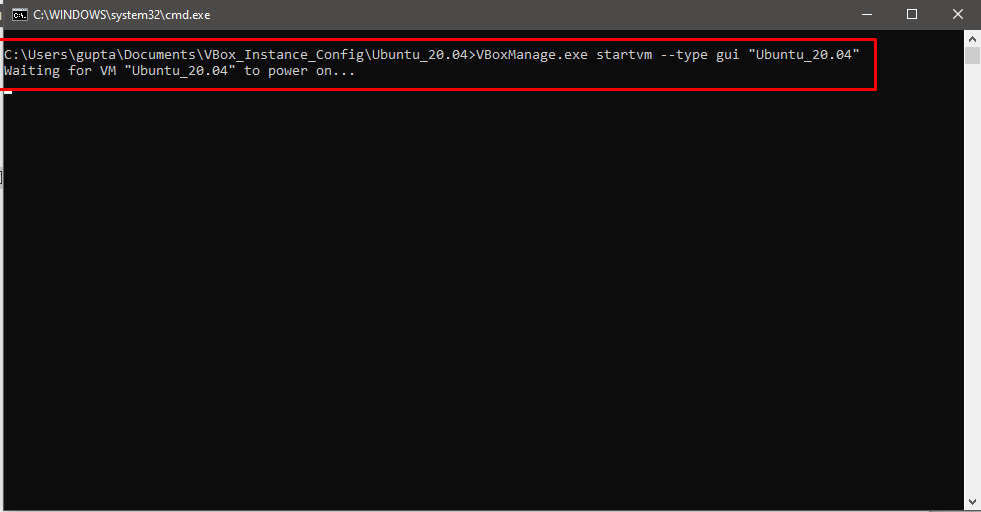 C:\WINDOWS\system32\cmd.exe
C:\Users\gupta\Documents\VBox_Instance_Config\Ubuntu_20.04>VBoxManage.exe startvm --type gui "Ubuntu_20.04"
Waiting for VM "Ubuntu_20.04" to power on...